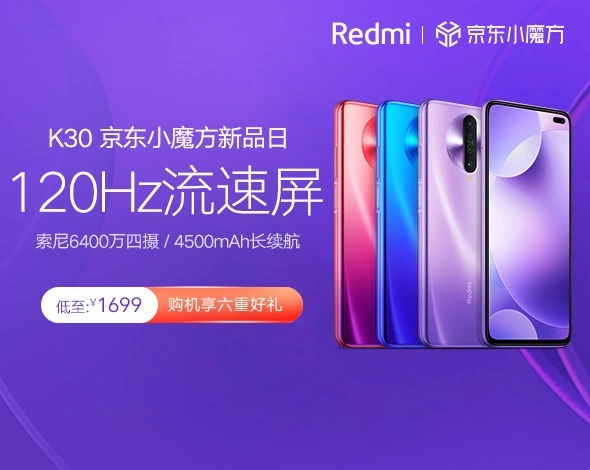 Redmi | 京东小魔方
K30 京东小魔方新品日
120Hz流速屏
索尼6400万四摄 / 4500mAh长续航
低至:¥1699 购机享六重好礼
Redmi